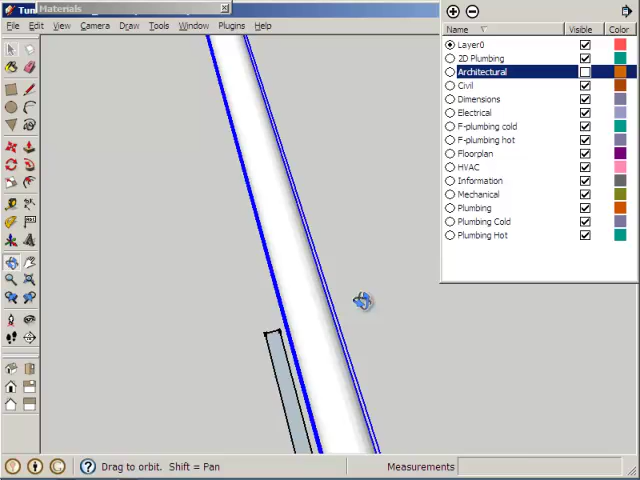 Tun
Materials
File Edit View Camera Draw Tools Window Plugins Help
Name Visible Color
Layer0
2D Plumbing
Architectural
Civil
Dimensions
Electrical
F-plumbing cold
F-plumbing hot
Floorplan
HVAC
Information
Mechanical
Plumbing
Plumbing Cold
Plumbing Hot
Drag to orbit. Shift = Pan Measurements